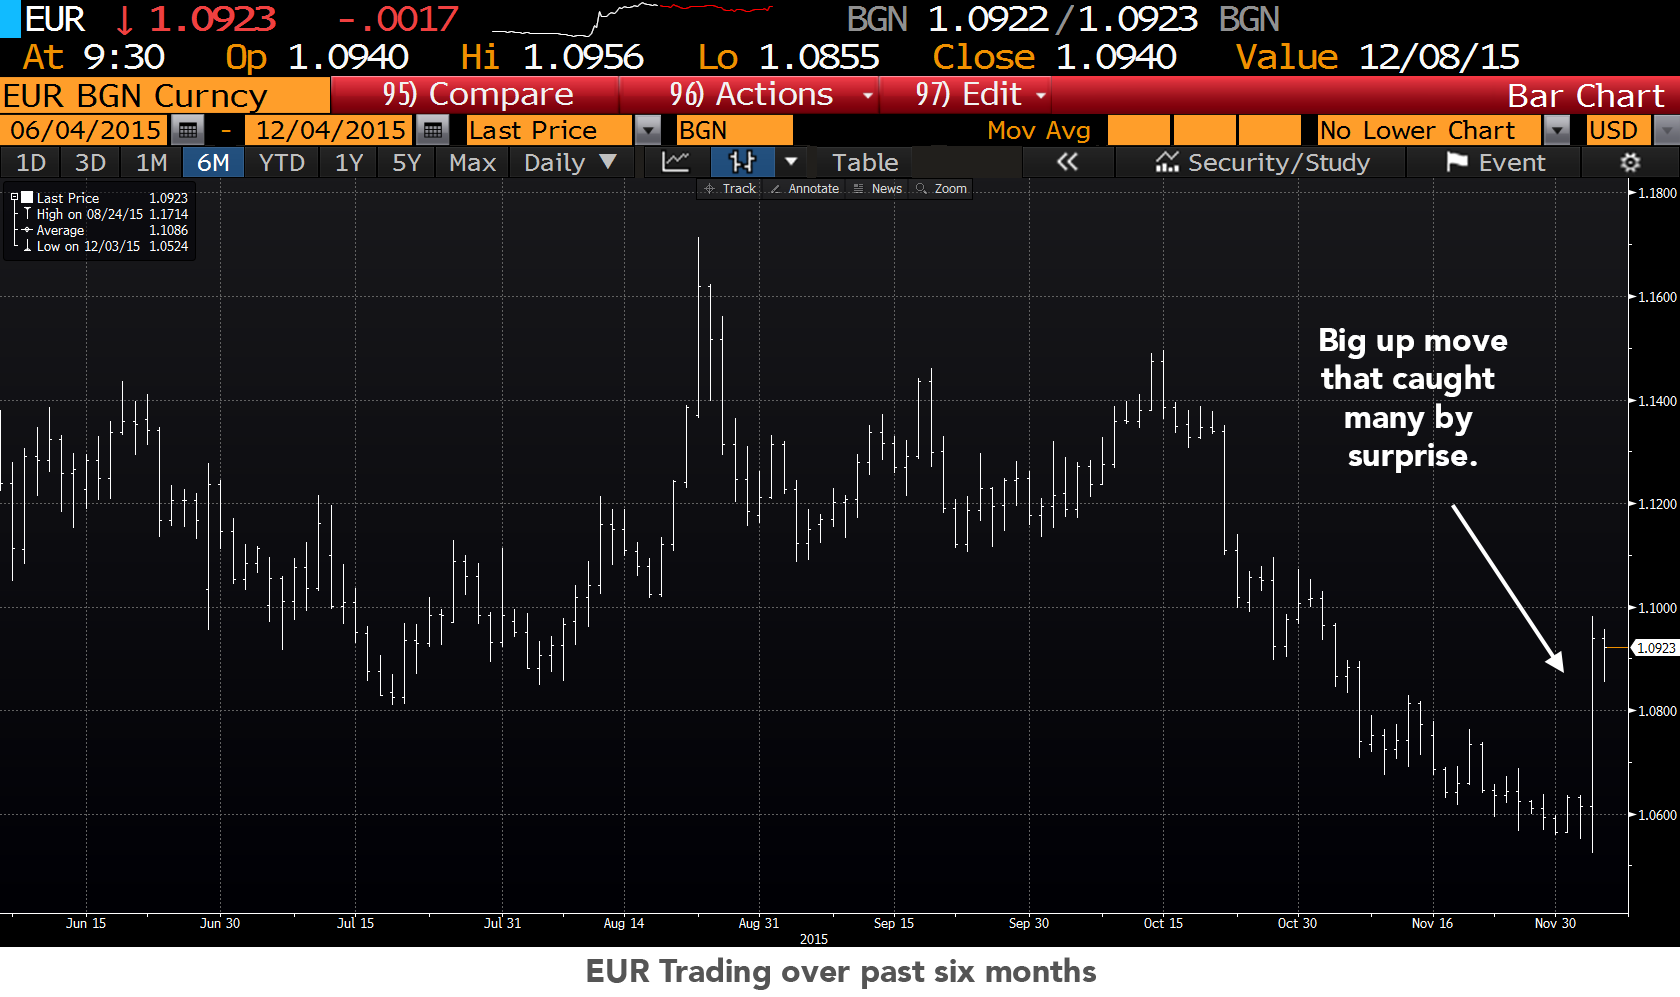 EUR ↓ 1.0923 -.0017 BGN 1.0922/1.0923 BGN
At 9:30 Op 1.0940 Hi 1.0956 Lo 1.0855 Close 1.0940 Value 12/08/15
EUR BGN Curncy 95) Compare 96) Actions 97) Edit Bar Chart
06/04/2015 - 12/04/2015 Last Price BGN Mov Avg No Lower Chart USD
1D 3D 1M 6M YTD 1Y 5Y Max Daily ▼ Table « Security/Study Event
Track Annotate News Zoom
Last Price 1.0923
High on 08/24/15 1.1714
Average 1.1086
Low on 12/03/15 1.0524
1.1800
1.1600
1.1400
1.1200
1.1000
1.0923
1.0800
1.0600
Big up move
that caught
many by
surprise.
Jun 15 Jun 30 Jul 15 Jul 31 Aug 14 Aug 31 Sep 15 Sep 30 Oct 15 Oct 30 Nov 16 Nov 30
2015
EUR Trading over past six months